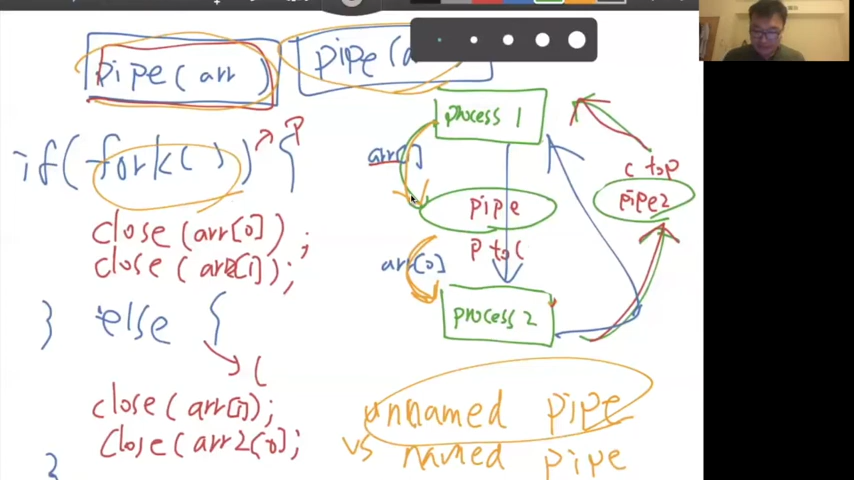 pipe(arr)
pipe(a
if(fork()) {
P
close(arr[0]);
close(arr2[1]);
} else {
C
close(arr[1]);
close(arr2[0];
}
process 1
arr[1]
pipe
P to C
arr[0]
process 2
C to P
pipe2
unnamed pipe
vs named pipe